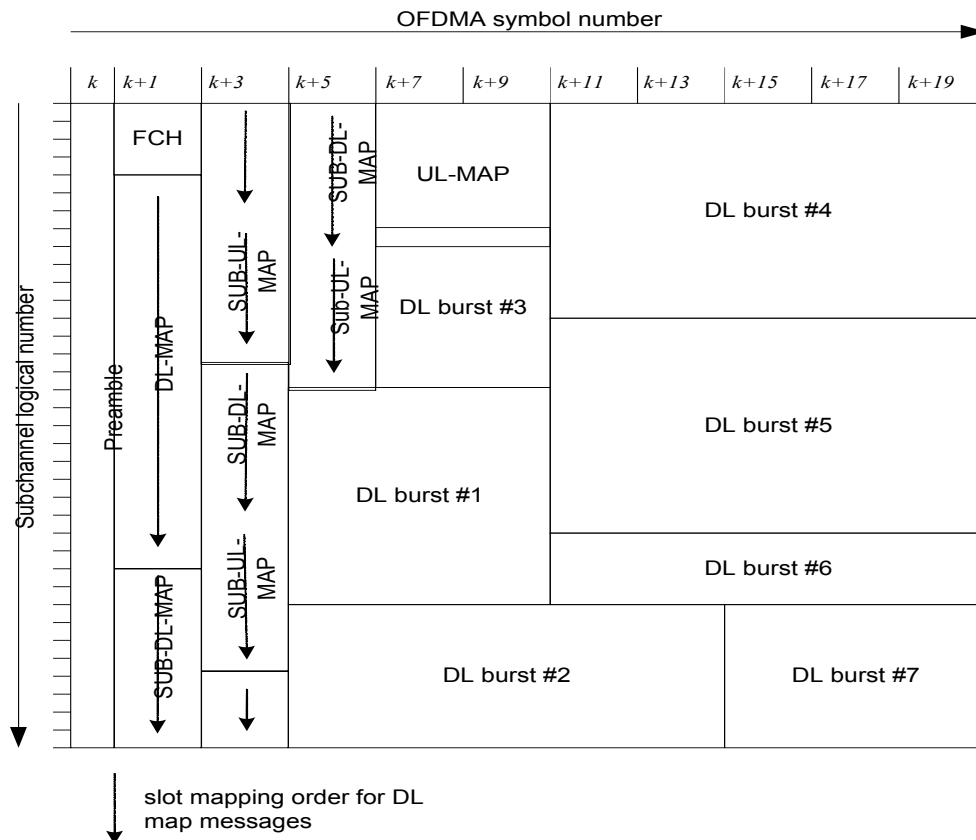 OFDMA symbol number
k k+1 k+3 k+5 k+7 k+9 k+11 k+13 k+15 k+17 k+19
Subchannel logical number
Preamble
FCH
DL-MAP
SUB-DL-MAP
SUB-UL-
MAP
SUB-DL-
MAP
SUB-UL-
MAP
SUB-DL-
MAP
Sub-UL-
MAP
UL-MAP
DL burst #3
DL burst #1
DL burst #2
DL burst #4
DL burst #5
DL burst #6
DL burst #7
slot mapping order for DL
map messages